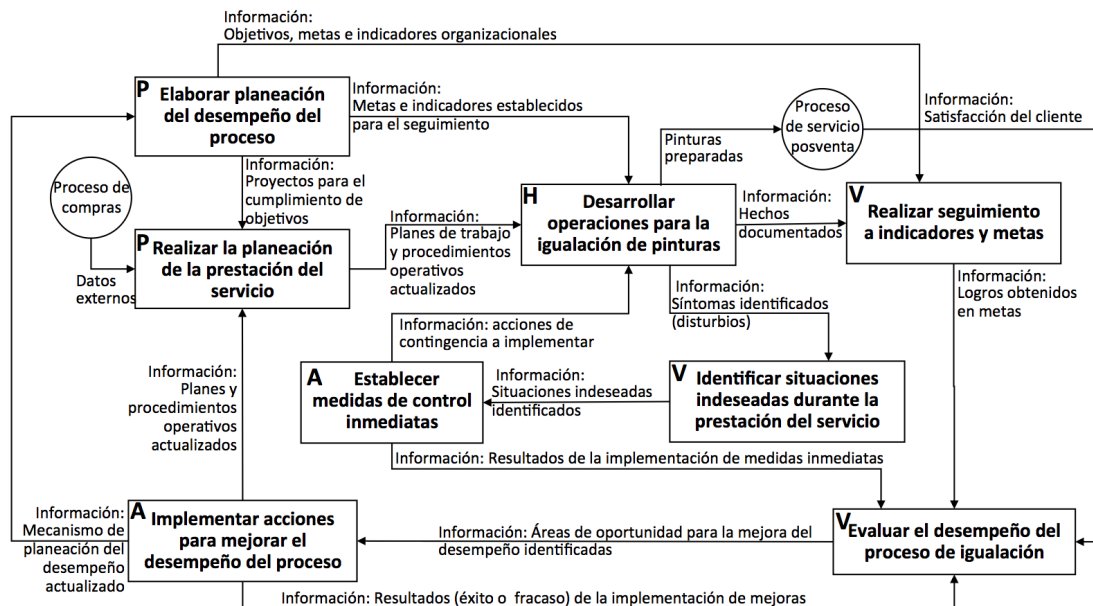 Información:
Objetivos, metas e indicadores organizacionales
P
Elaborar planeación
del desempeño del
proceso
Información:
Metas e indicadores establecidos
para el seguimiento
Proceso
de servicio
posventa
Información:
Satisfacción del cliente
Pinturas
preparadas
Proceso de
compras
Información:
Proyectos para el
cumplimiento de
objetivos
H
Desarrollar
operaciones para la
igualación de pinturas
Información:
Hechos
documentados
V
Realizar seguimiento
a indicadores y metas
P
Realizar la planeación
de la prestación del
servicio
Información:
Planes de trabajo
y procedimientos
operativos
actualizados
Datos
externos
Información:
Síntomas identificados
(disturbios)
Información:
Logros obtenidos
en metas
Información: acciones de
contingencia a implementar
Información:
Planes y
procedimientos
operativos
actualizados
A
Establecer
medidas de control
inmediatas
Información:
Situaciones indeseadas
identificados
V
Identificar situaciones
indeseadas durante la
prestación del servicio
Información: Resultados de la implementación de medidas inmediatas
Información:
Mecanismo de
planeación del
desempeño
actualizado
A
Implementar acciones
para mejorar el
desempeño del proceso
Información: Áreas de oportunidad para la mejora del
desempeño identificadas
V
Evaluar el desempeño del
proceso de igualación
Información: Resultados (éxito o fracaso) de la implementación de mejoras